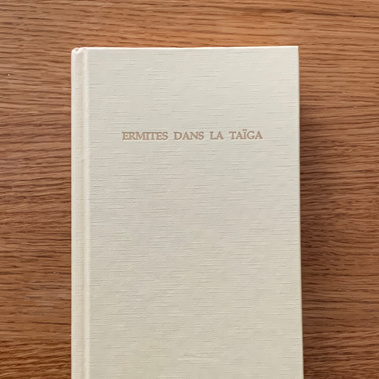 ERMITES DANS LA TAÏGA